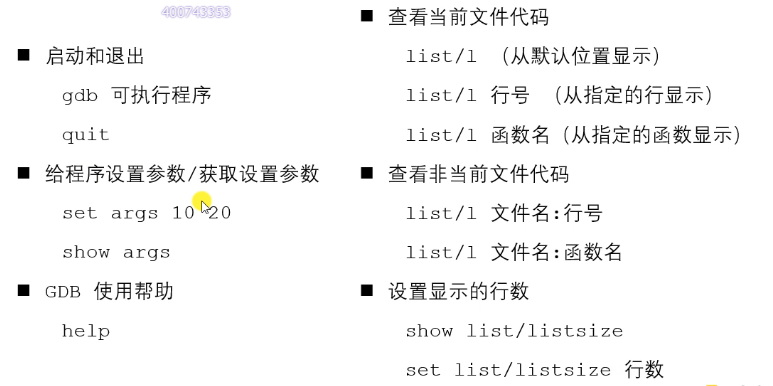 400743353
■ 启动和退出
gdb 可执行程序
quit
■ 给程序设置参数/获取设置参数
set args 10 20
show args
■ GDB 使用帮助
help
■ 查看当前文件代码
list/l （从默认位置显示）
list/l 行号 （从指定的行显示）
list/l 函数名（从指定的函数显示）
■ 查看非当前文件代码
list/l 文件名:行号
list/l 文件名:函数名
■ 设置显示的行数
show list/listsize
set list/listsize 行数